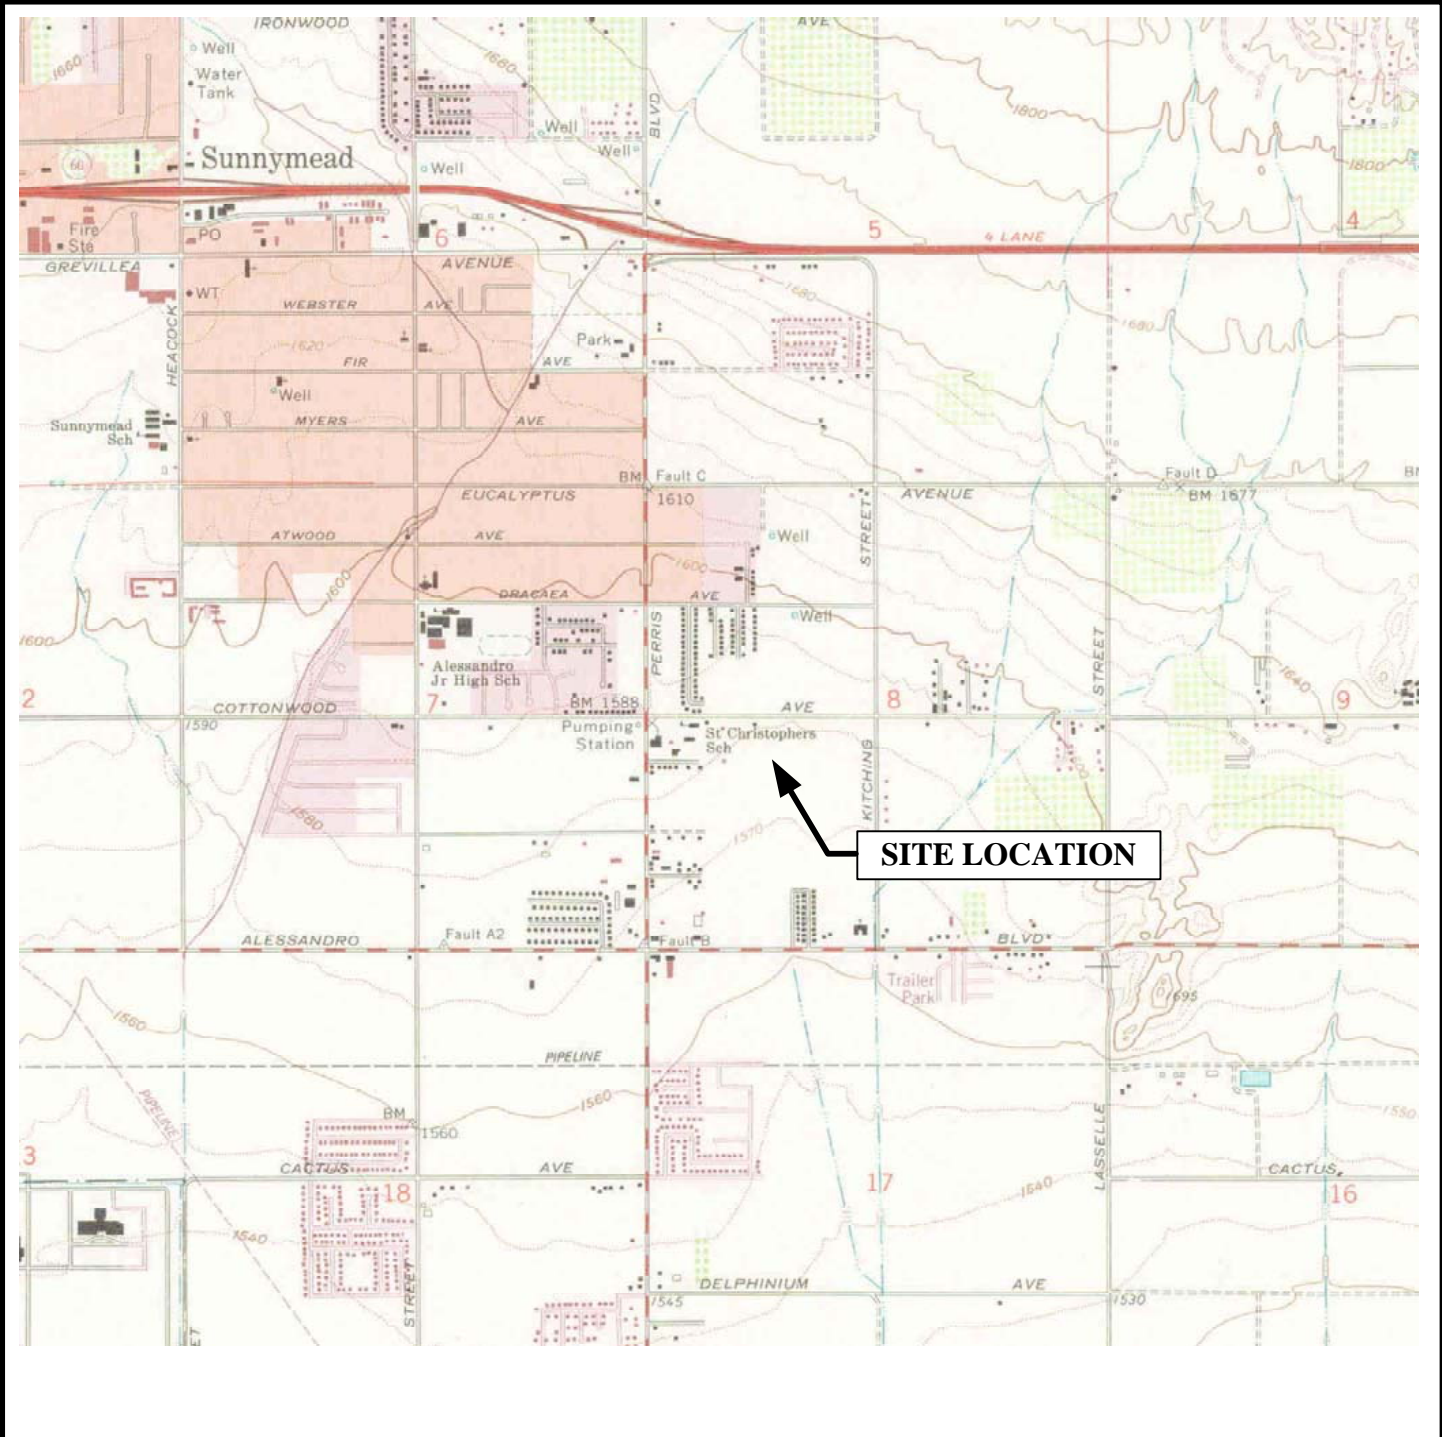 IRONWOOD
AVE
Well
1660
1660
Water
Tank
BLVD
1800
Well
Well
Sunnymead
Well
60
1800
Fire
Sta
PO
6
5
4 LANE
4
GREVILLEA
AVENUE
WT
1680
WEBSTER
AVE
1680
HEACOCK
1620
Park
FIR
AVE
Well
Sunnymead
Sch
MYERS
AVE
BM
Fault C
Fault D
EUCALYPTUS
1610
AVENUE
BM 1677
ATWOOD
AVE
Well
STREET
1600
1600
DRACAEA
AVE
Well
1600
PERRIS
STREET
Alessandro
Jr High Sch
1640
2
7
BM 1588
8
9
COTTONWOOD
AVE
1590
Pumping
Station
St Christophers
Sch
KITCHING
1580
1570
SITE LOCATION
ALESSANDRO
Fault A2
Fault B
BLVD
Trailer
Park
1695
1560
PIPELINE
PIPELINE
BM
1560
1560
1550
LASSELLE
3
CACTUS
AVE
CACTUS
18
17
1540
16
1540
STREET
DELPHINIUM
AVE
1545
1530
ET